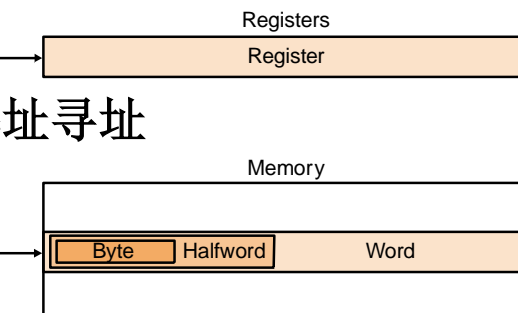 Registers
Register
址寻址
Memory
Byte Halfword Word